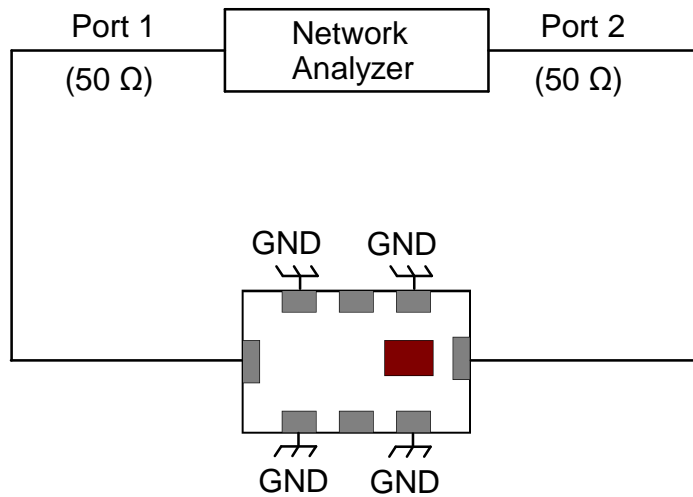 Port 1
(50 Ω)
Network
Analyzer
Port 2
(50 Ω)
GND
GND
GND
GND